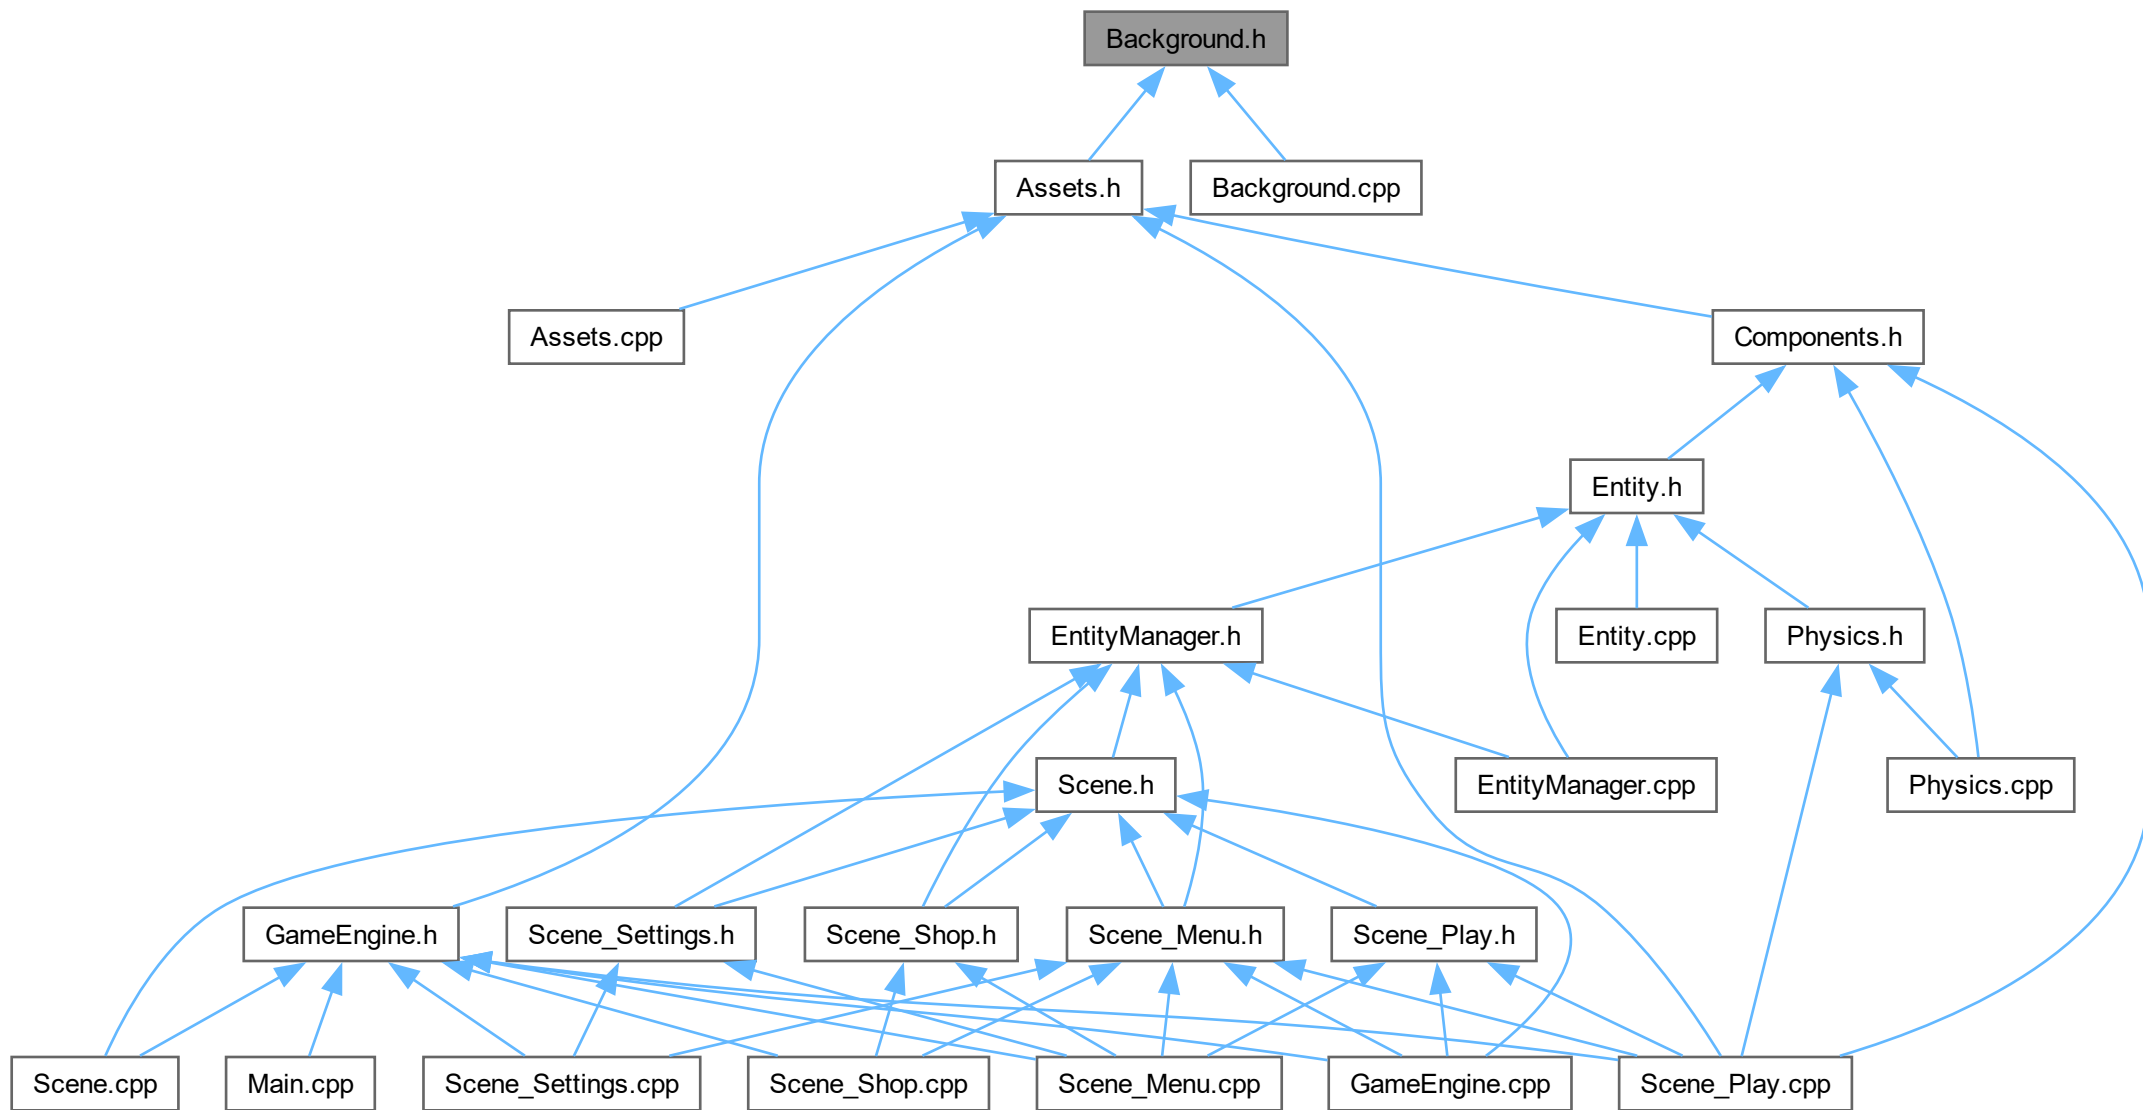 Background.h
Assets.h
Background.cpp
Assets.cpp
Components.h
Entity.h
EntityManager.h
Entity.cpp
Physics.h
Scene.h
EntityManager.cpp
Physics.cpp
GameEngine.h
Scene_Settings.h
Scene_Shop.h
Scene_Menu.h
Scene_Play.h
Scene.cpp
Main.cpp
Scene_Settings.cpp
Scene_Shop.cpp
Scene_Menu.cpp
GameEngine.cpp
Scene_Play.cpp